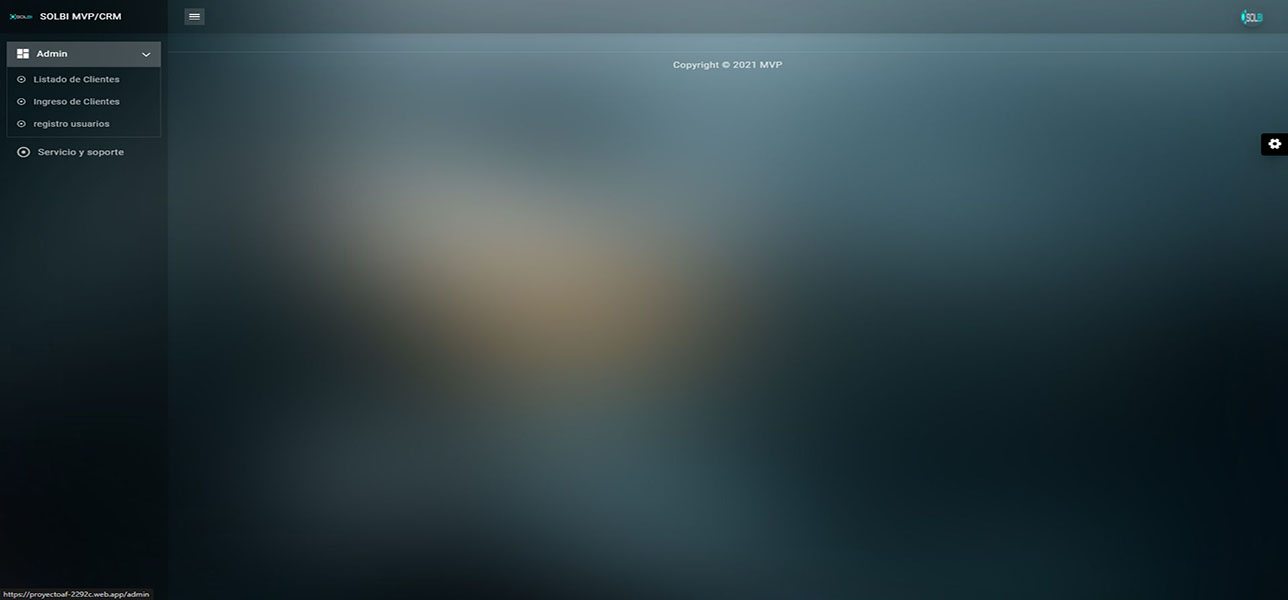 SOLBI SOLBI MVP/CRM
SOLBI
Admin
Copyright © 2021 MVP
Listado de Clientes
Ingreso de Clientes
registro usuarios
Servicio y soporte
https://proyectoaf-2292c.web.app/admin